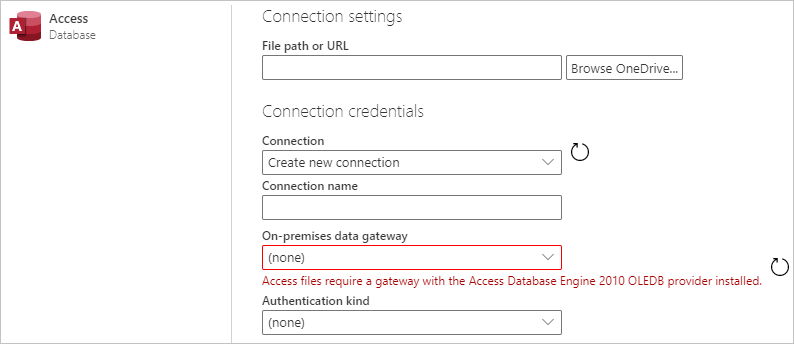 Access
Database
Connection settings
File path or URL
Browse OneDrive...
Connection credentials
Connection
Create new connection
Connection name
On-premises data gateway
(none)
Access files require a gateway with the Access Database Engine 2010 OLEDB provider installed.
Authentication kind
(none)